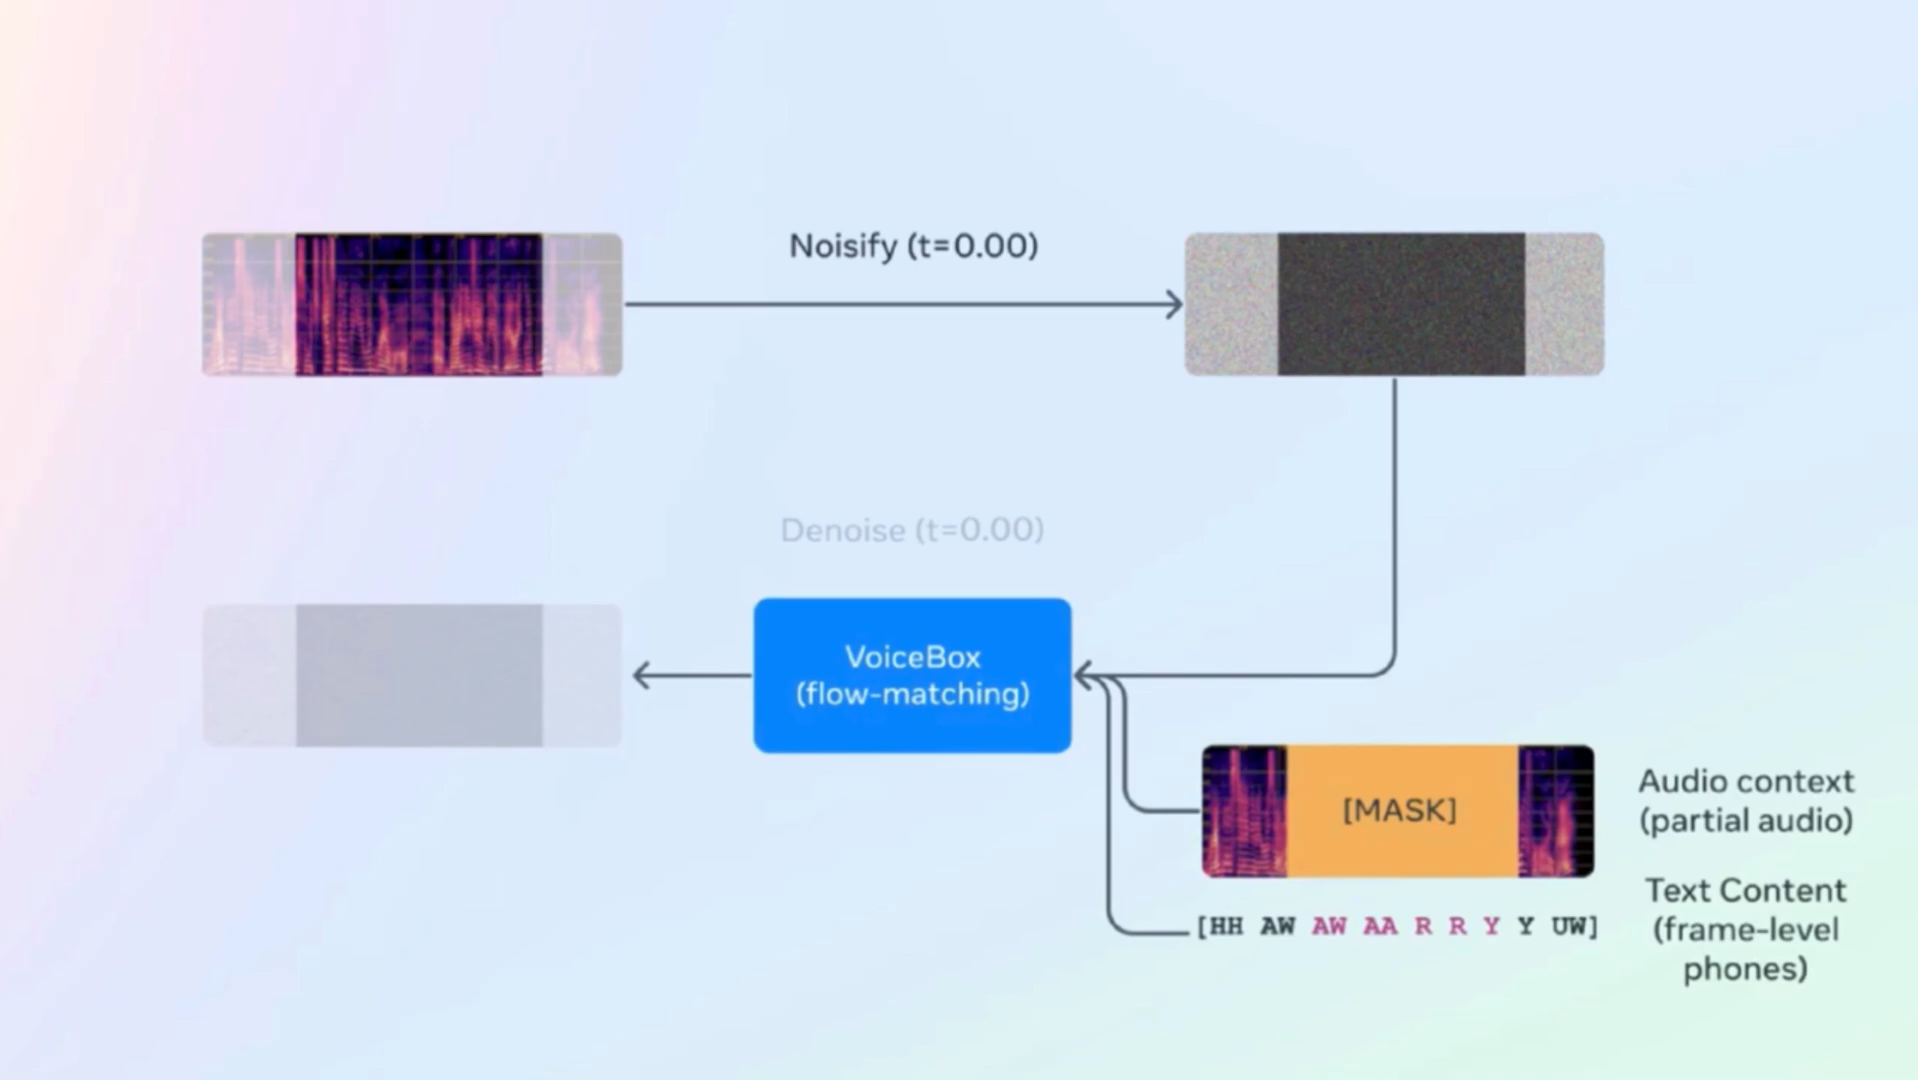 Noisify (t=0.00)
Denoise (t=0.00)
VoiceBox
(flow-matching)
[MASK]
Audio context
(partial audio)
[HH AW AW AA R R Y Y UW]
Text Content
(frame-level
phones)